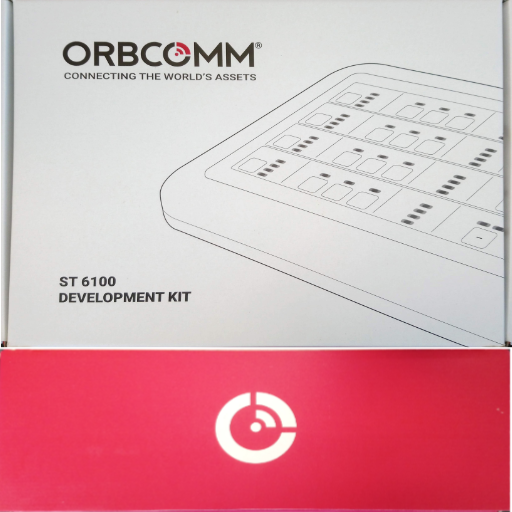 ORBCOMM®
CONNECTING THE WORLD'S ASSETS
ST 6100
DEVELOPMENT KIT